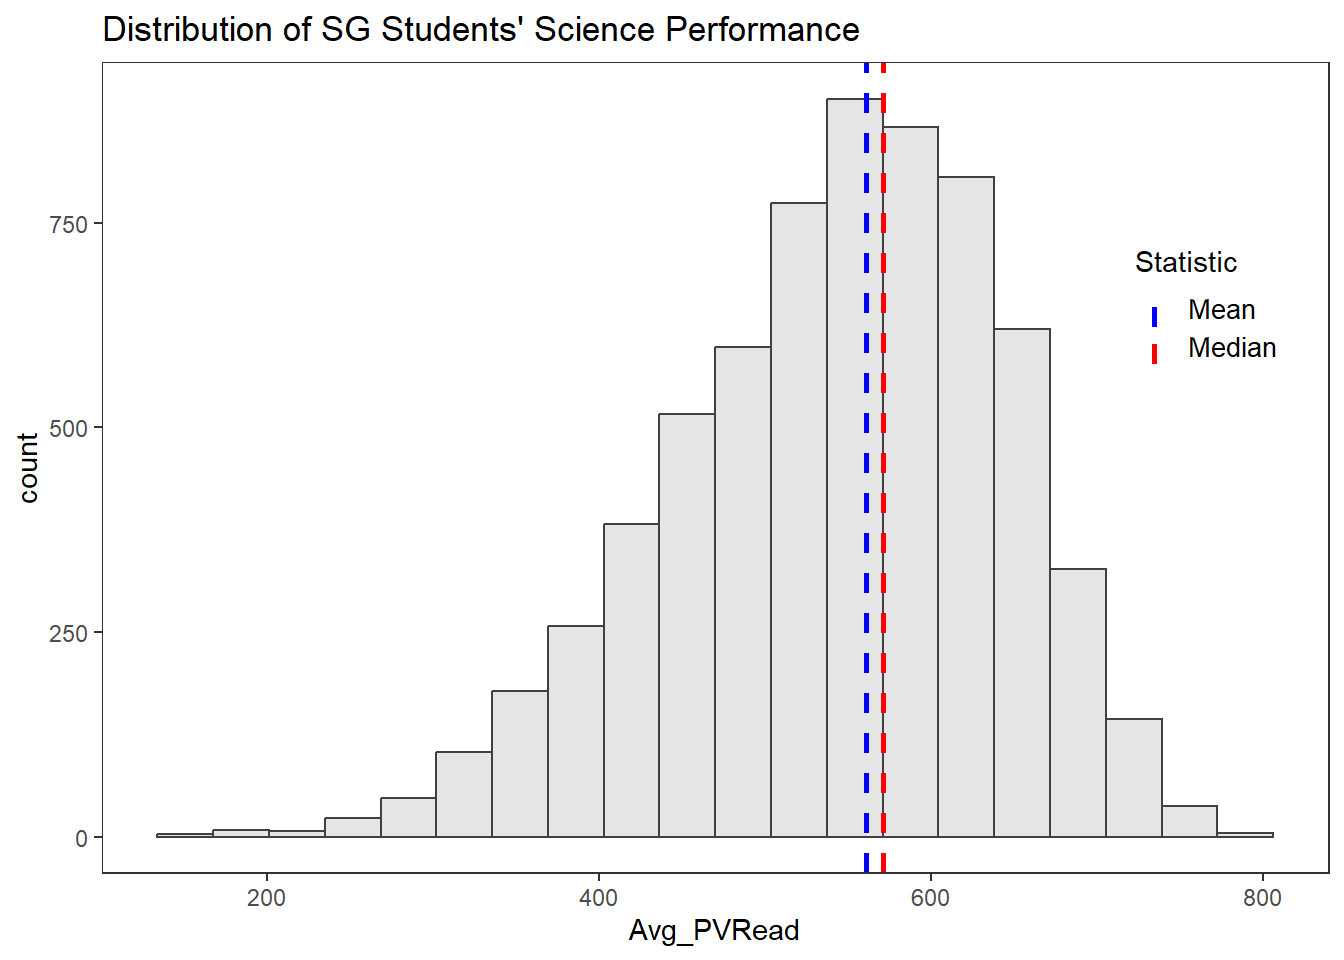 Distribution of SG Students' Science Performance
750
500
250
0
count
Statistic
Mean
Median
200 400 600 800
Avg_PVRead